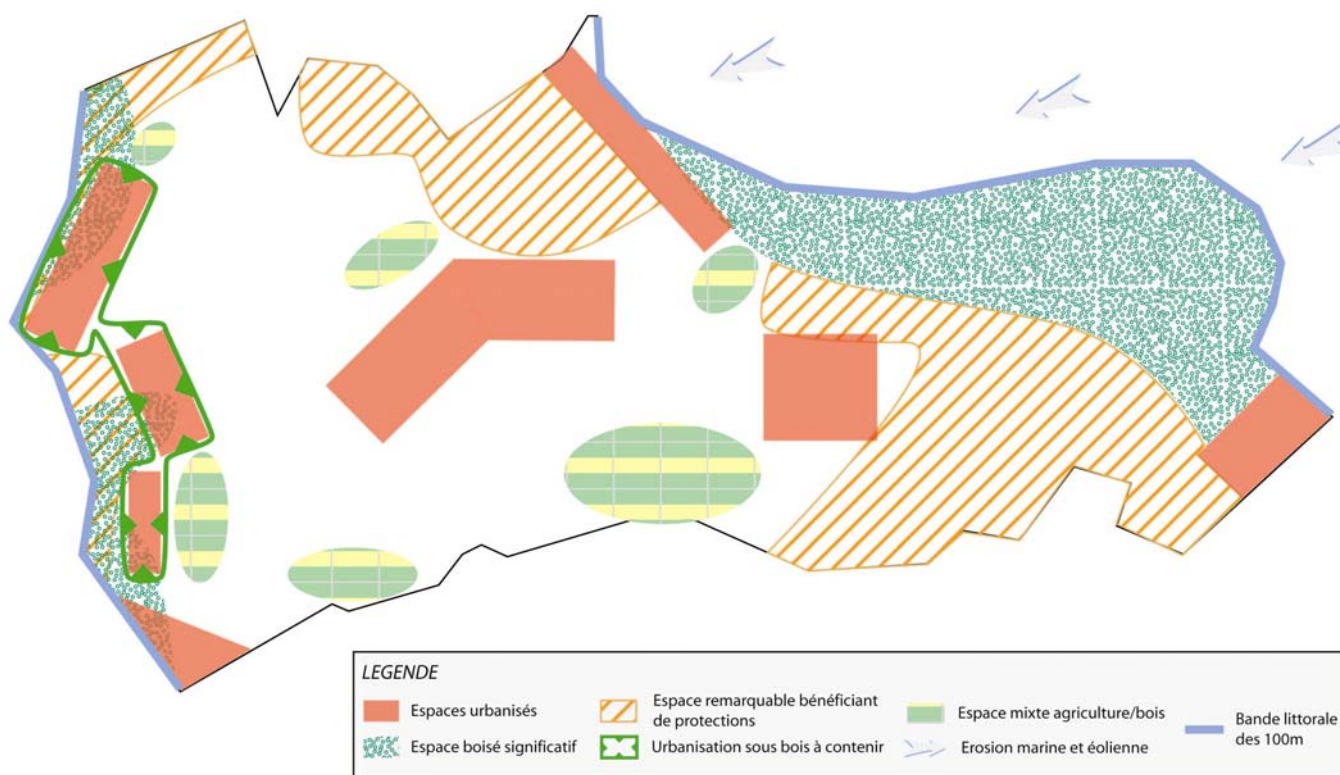 LEGENDE
Espaces urbanisés
Espace remarquable bénéficiant
de protections
Espace mixte agriculture/bois
Bande littorale
des 100m
Espace boisé significatif
Urbanisation sous bois à contenir
Erosion marine et éolienne